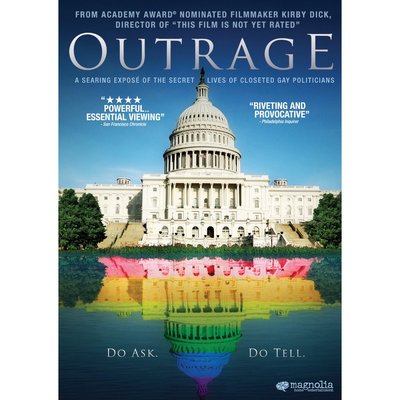 FROM ACADEMY AWARD® NOMINATED FILMMAKER KIRBY DICK,
DIRECTOR OF "THIS FILM IS NOT YET RATED"
OUTRAGE
A SEARING EXPOSÉ OF THE SECRET LIVES OF CLOSETED GAY POLITICIANS
"★★★★
POWERFUL...
ESSENTIAL VIEWING"
- San Francisco Chronicle
"RIVETING AND
PROVOCATIVE"
- Philadelphia Inquirer
DO ASK. DO TELL.
magnolia
home entertainment